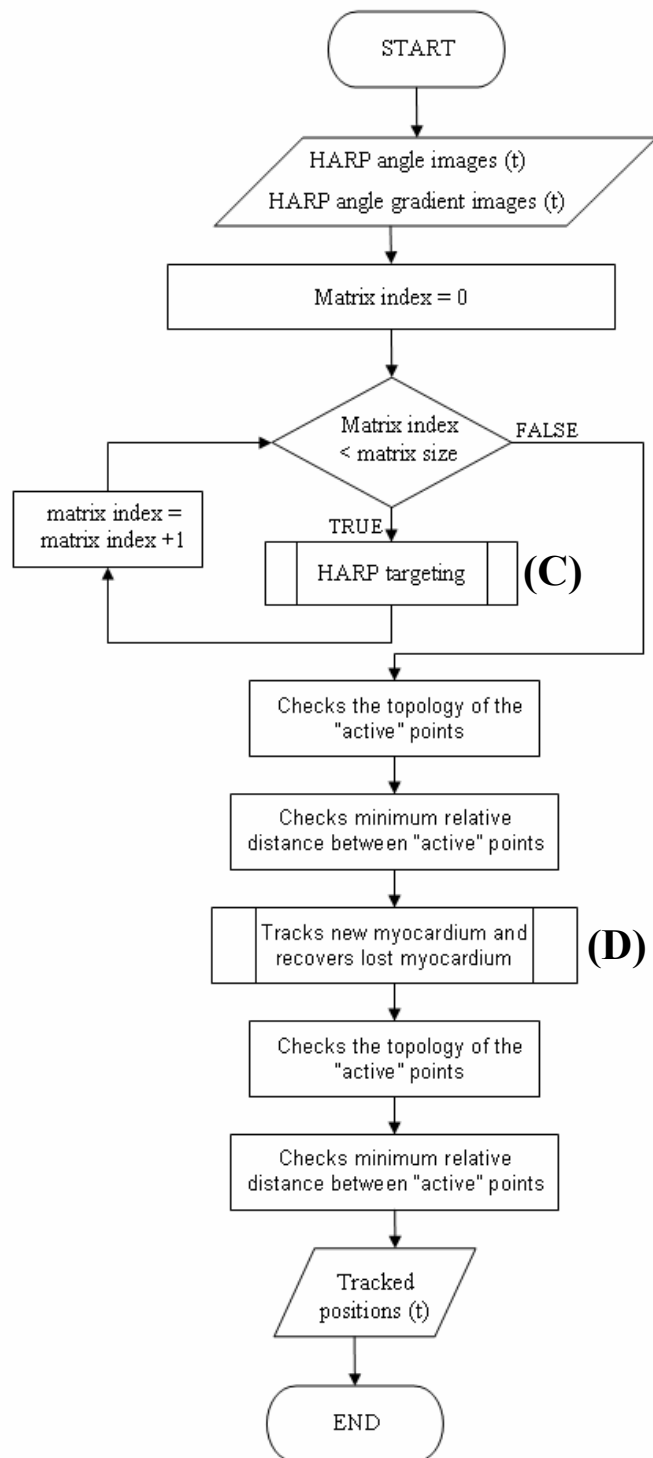 START
HARP angle images (t)
HARP angle gradient images (t)
Matrix index = 0
Matrix index
< matrix size
FALSE
TRUE
matrix index =
matrix index +1
HARP targeting
(C)
Checks the topology of the
"active" points
Checks minimum relative
distance between "active" points
Tracks new myocardium and
recovers lost myocardium
(D)
Checks the topology of the
"active" points
Checks minimum relative
distance between "active" points
Tracked
positions (t)
END